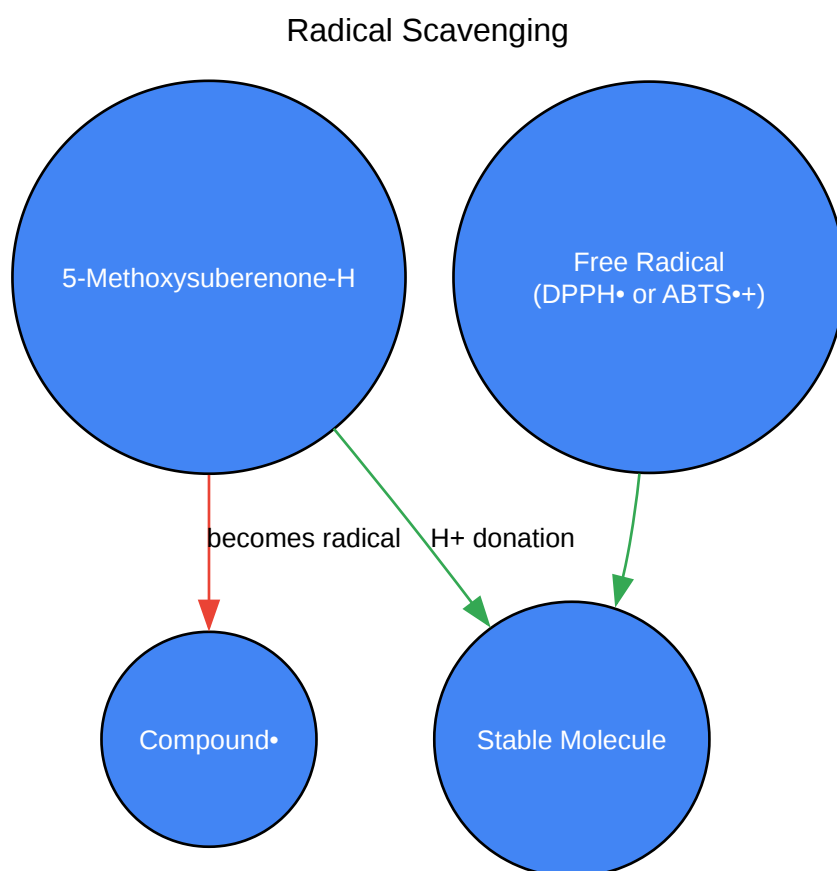 Radical Scavenging
5-Methoxysuberenone-H
Free Radical
(DPPH• or ABTS•+)
becomes radical
H+ donation
Compound•
Stable Molecule